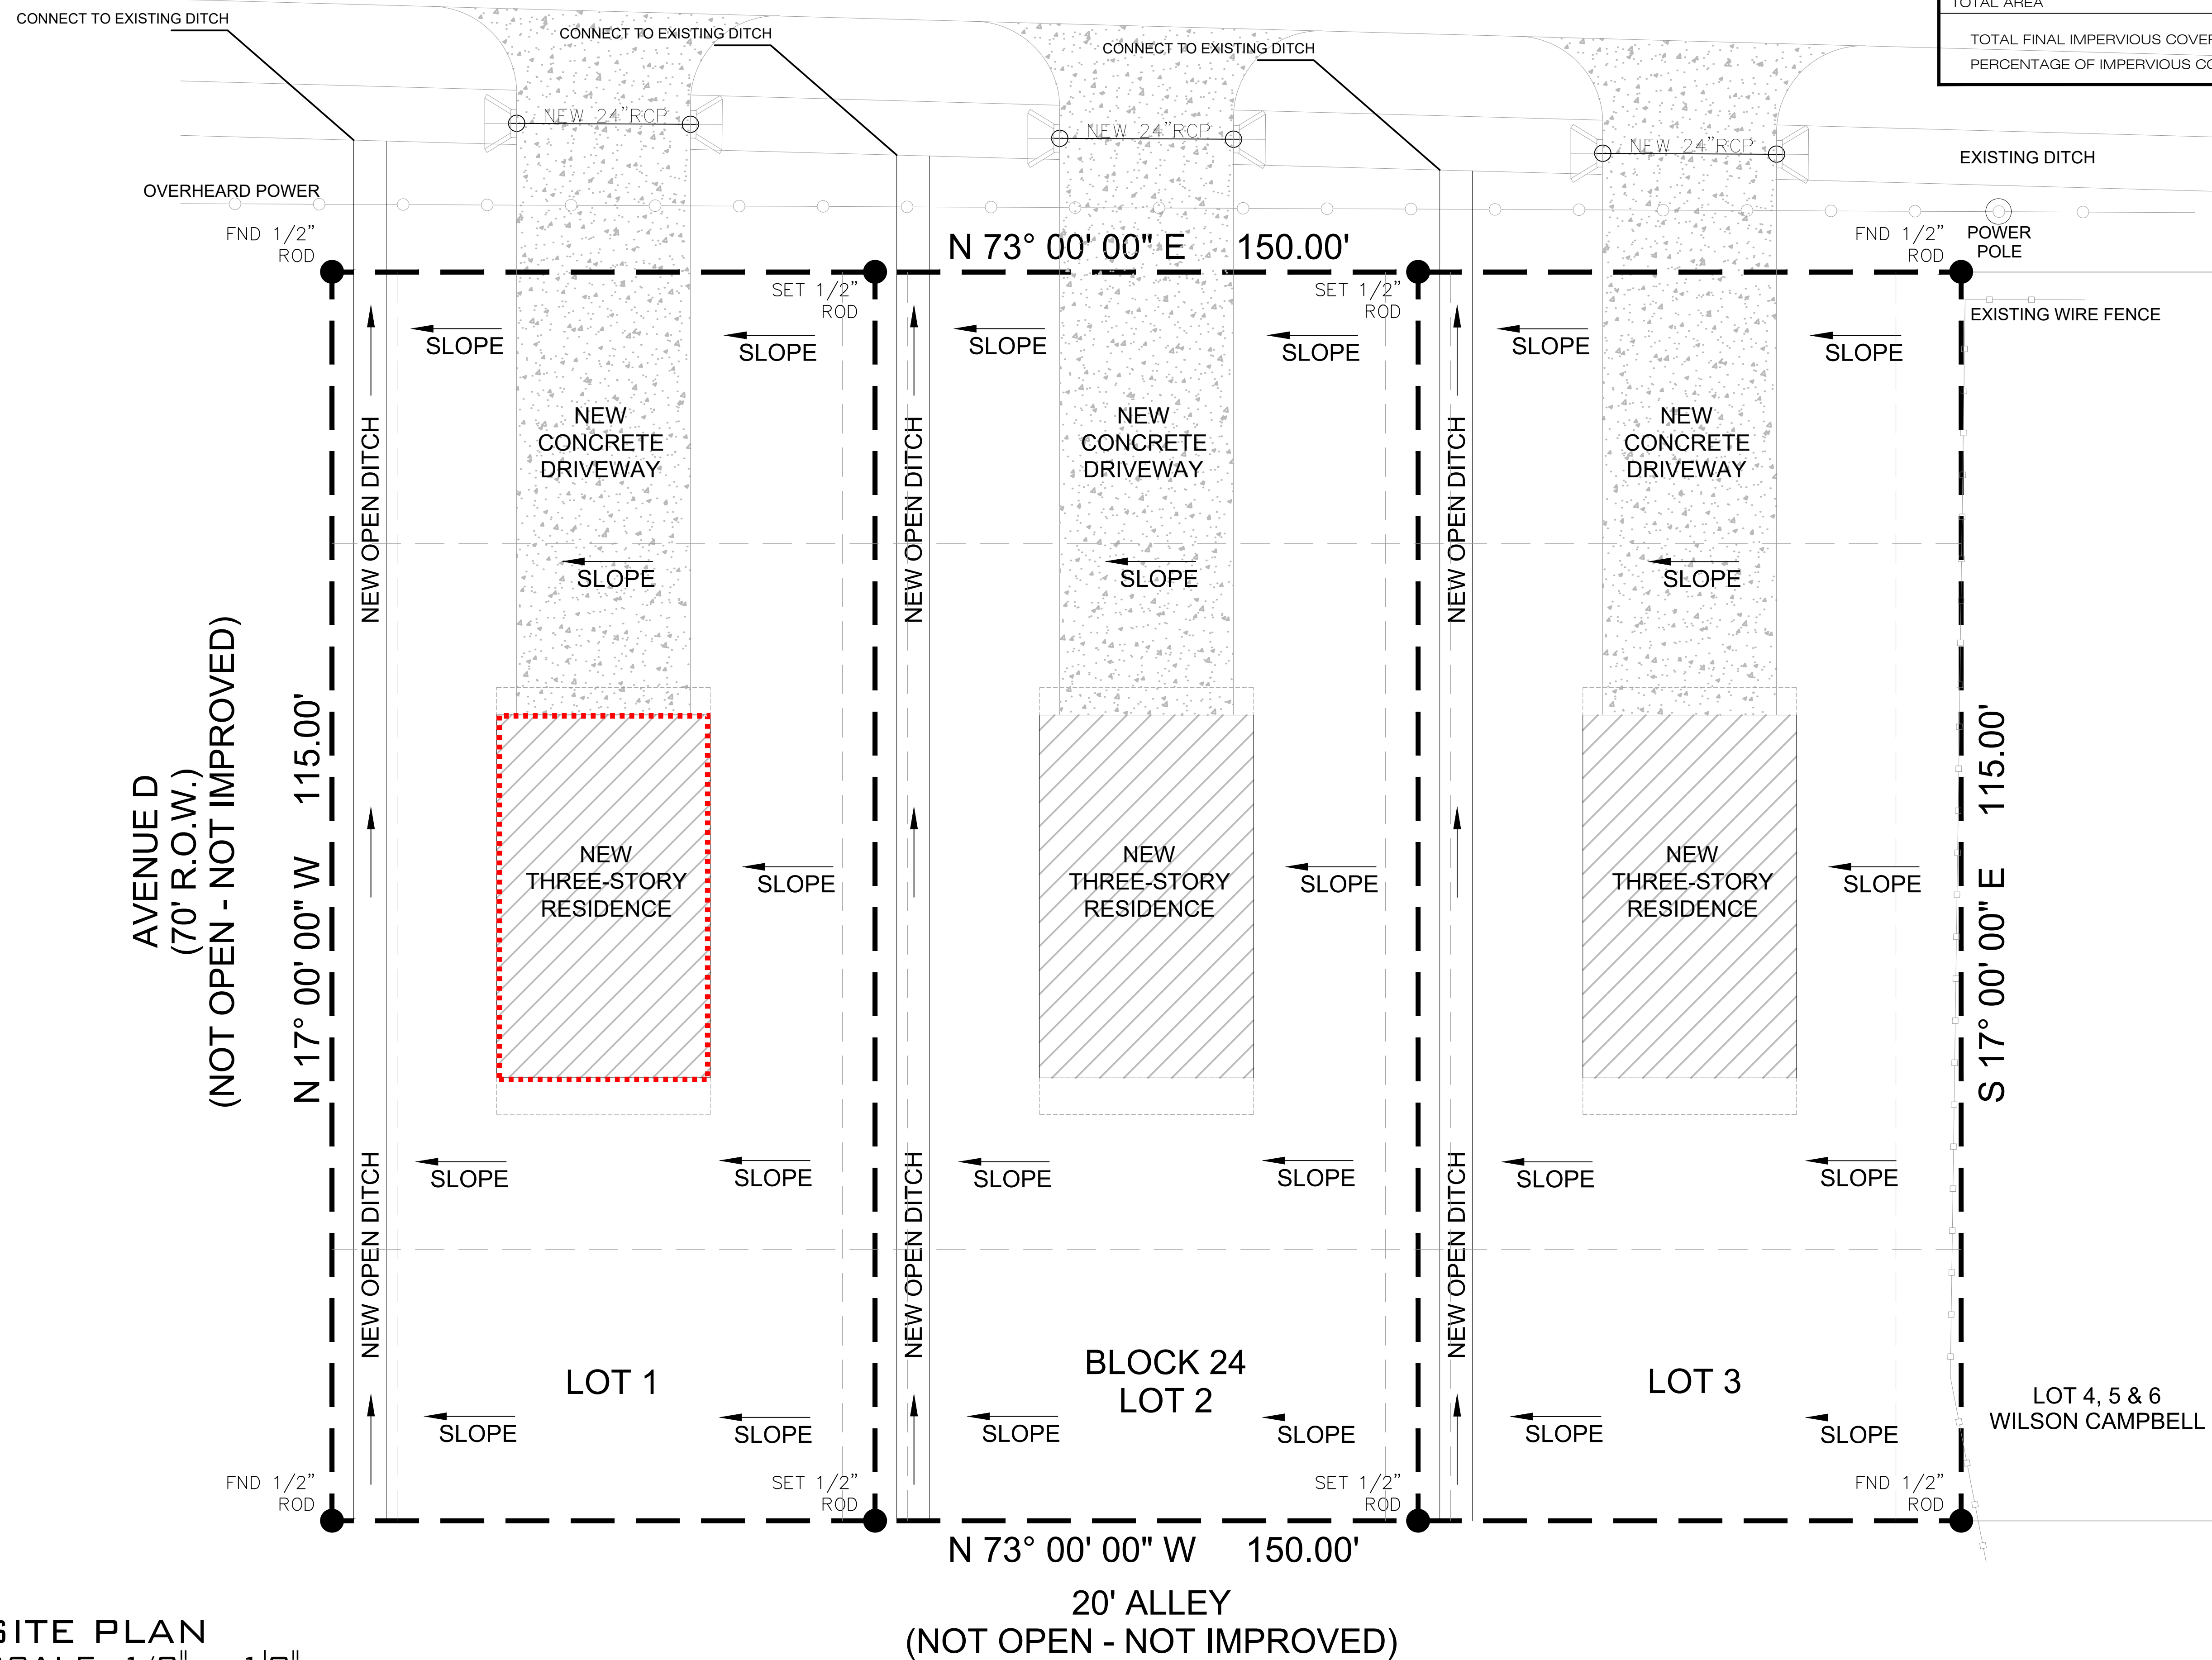 TOTAL AREA
TOTAL FINAL IMPERVIOUS COVER
PERCENTAGE OF IMPERVIOUS
CONNECT TO EXISTING DITCH
CONNECT TO EXISTING DITCH
CONNECT TO EXISTING DITCH
NEW 24"RCP
NEW 24"RCP
NEW 24"RCP
EXISTING DITCH
OVERHEARD POWER
FND 1/2"
ROD
N 73° 00' 00" E 150.00'
FND 1/2"
ROD
POWER
POLE
SET 1/2"
ROD
SET 1/2"
ROD
EXISTING WIRE FENCE
SLOPE
SLOPE
SLOPE
SLOPE
SLOPE
SLOPE
NEW
CONCRETE
DRIVEWAY
NEW
CONCRETE
DRIVEWAY
NEW
CONCRETE
DRIVEWAY
NEW OPEN DITCH
NEW OPEN DITCH
NEW OPEN DITCH
SLOPE
SLOPE
SLOPE
AVENUE D
(70' R.O.W.)
(NOT OPEN - NOT IMPROVED)
N 17° 00' 00" W 115.00'
NEW
THREE-STORY
RESIDENCE
SLOPE
NEW
THREE-STORY
RESIDENCE
SLOPE
NEW
THREE-STORY
RESIDENCE
SLOPE
S 17° 00' 00" E 115.00'
SLOPE
SLOPE
SLOPE
SLOPE
SLOPE
SLOPE
NEW OPEN DITCH
NEW OPEN DITCH
NEW OPEN DITCH
LOT 1
BLOCK 24
LOT 2
LOT 3
LOT 4, 5 & 6
WILSON CAMPBELL
SLOPE
SLOPE
SLOPE
SLOPE
SLOPE
SLOPE
FND 1/2"
ROD
SET 1/2"
ROD
SET 1/2"
ROD
FND 1/2"
ROD
N 73° 00' 00" W 150.00'
20' ALLEY
(NOT OPEN - NOT IMPROVED)
SITE PLAN